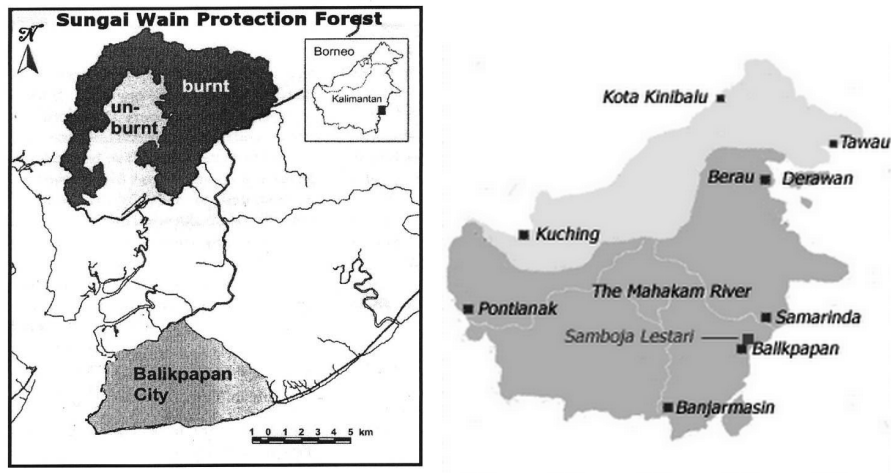 Sungai Wain Protection Forest
N
Borneo
Kalimantan
burnt
un-
burnt
Balikpapan
City
1 0 1 2 3 4 5 km
Kota Kinibalu
Tawau
Berau
Derawan
Kuching
The Mahakam River
Pontianak
Samarinda
Samboja Lestari
Balikpapan
Banjarmasin